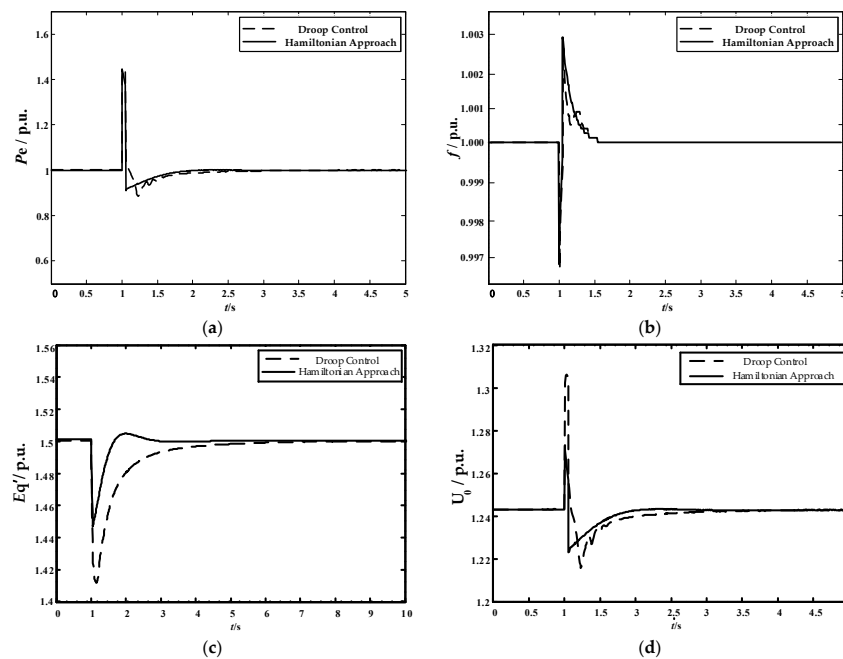 1.6
1.4
1.2
1
0.8
0.6
Pe / p.u.
Droop Control
Hamiltonian Approach
0 0.5 1 1.5 2 2.5 3 3.5 4 4.5 5
t/s
(a)
1.003
1.003
1.002
1.001
1.000
0.999
0.998
0.997
f / p.u.
Droop Control
Hamiltonian Approach
0 0.5 1 1.5 2 2.5 3 3.5 4 4.5 5
t/s
(b)
1.56
1.54
1.52
1.5
1.48
1.46
1.44
1.42
1.4
Eq'/ p.u.
Droop Control
Hamiltonian Approach
0 1 2 3 4 5 6 7 8 9 10
t/s
(c)
1.32
1.3
1.28
1.26
1.24
1.22
1.2
U0 / p.u.
Droop Control
Hamiltonian Approach
0 0.5 1 1.5 2 2.5 3 3.5 4 4.5
t/s
(d)